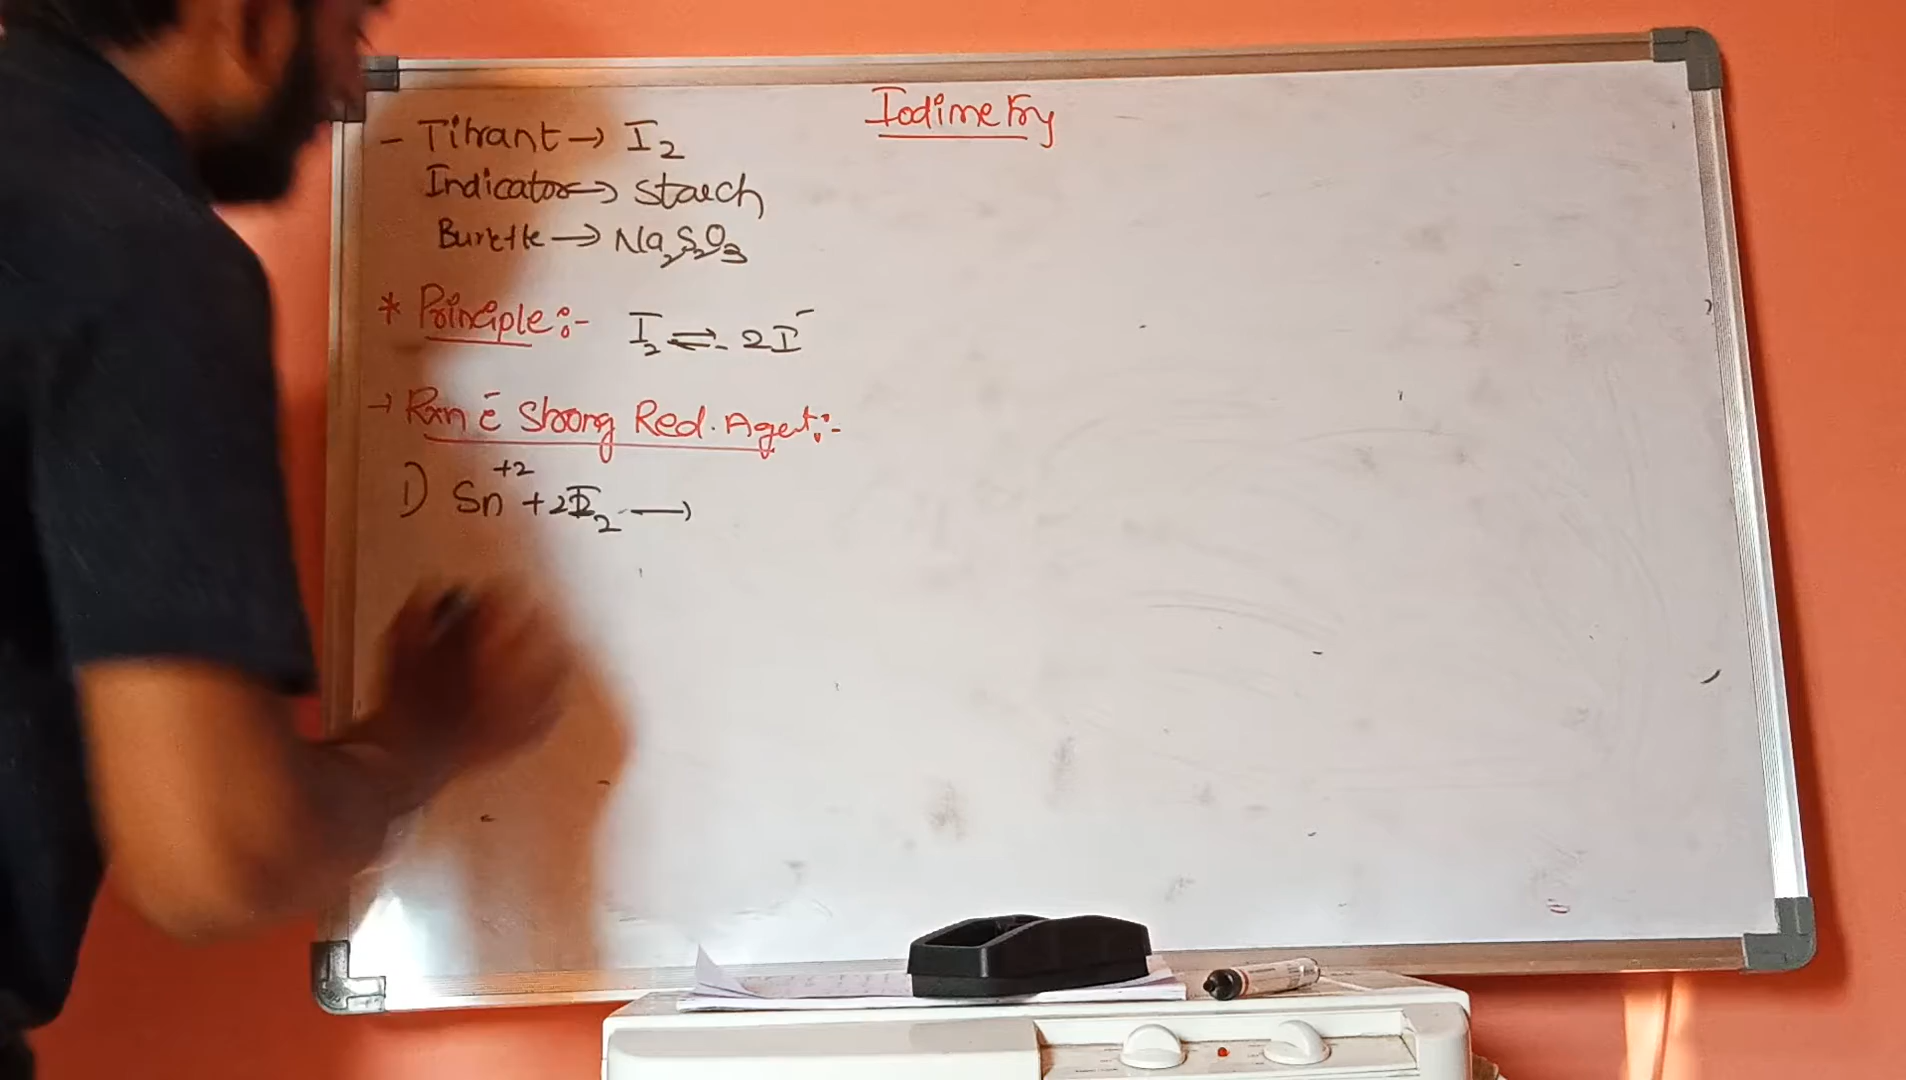 Iodimetry
- Titrant → I₂
Indicator → starch
Burette → Na₂S₂O₃
* Principle:- I₂ ⇌ 2I⁻
→ Rxn c̄ Strong Red. Agent:-
1) Sn⁺² + 2I₂ →